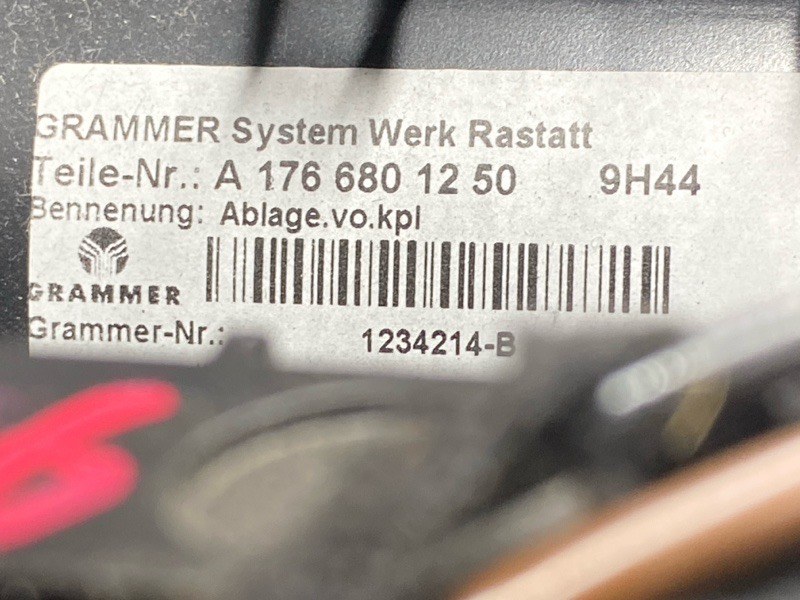 GRAMMER System Werk Rastatt
Teile-Nr.: A 176 680 12 50 9H44
Bennenung: Ablage.vo.kpl
GRAMMER
Grammer-Nr.: 1234214-B